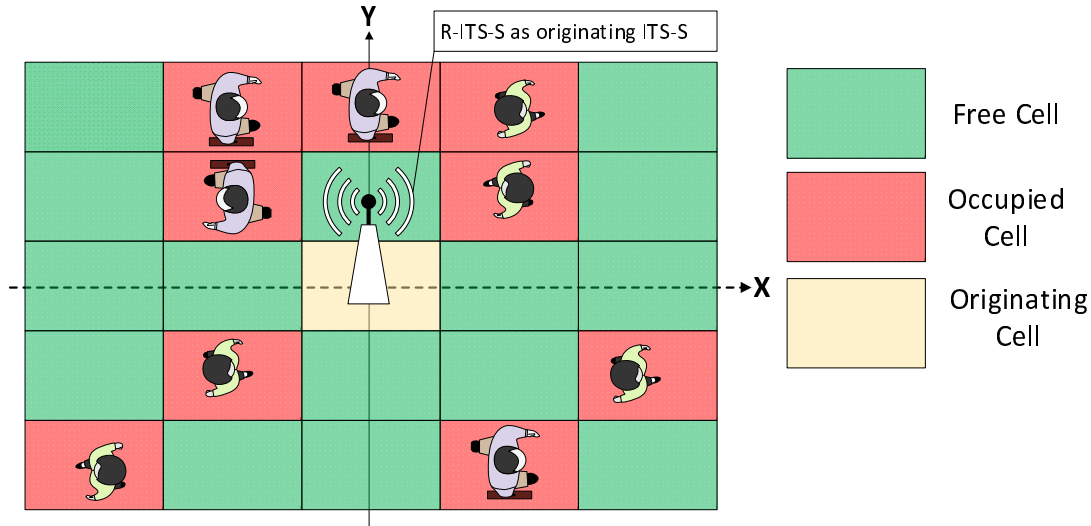 Y
R-ITS-S as originating ITS-S
X
Free Cell
Occupied
Cell
Originating
Cell